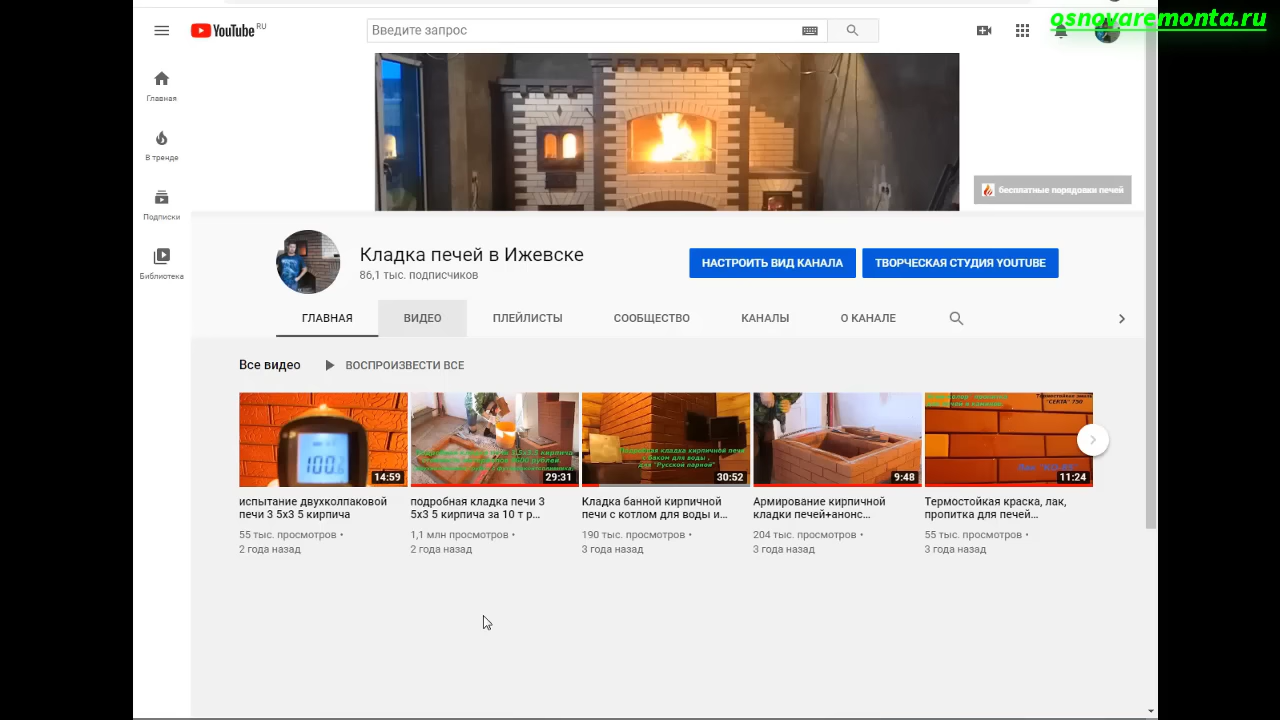 osnovaremonta.ru
YouTube RU
Введите запрос
Главная
В тренде
Подписки
Библиотека
бесплатные порядовки печей
Кладка печей в Ижевске
86,1 тыс. подписчиков
НАСТРОИТЬ ВИД КАНАЛА
ТВОРЧЕСКАЯ СТУДИЯ YOUTUBE
ГЛАВНАЯ
ВИДЕО
ПЛЕЙЛИСТЫ
СООБЩЕСТВО
КАНАЛЫ
О КАНАЛЕ
Все видео
ВОСПРОИЗВЕСТИ ВСЕ
14:59
испытание двухколпаковой
печи 3 5х3 5 кирпича
55 тыс. просмотров •
2 года назад
29:31
подробная кладка печи 3
5х3 5 кирпича за 10 т р...
1,1 млн просмотров •
2 года назад
30:52
Кладка банной кирпичной
печи с котлом для воды и...
190 тыс. просмотров •
3 года назад
9:48
Армирование кирпичной
кладки печей+анонс...
204 тыс. просмотров •
3 года назад
11:24
Термостойкая краска, лак,
пропитка для печей...
55 тыс. просмотров •
3 года назад